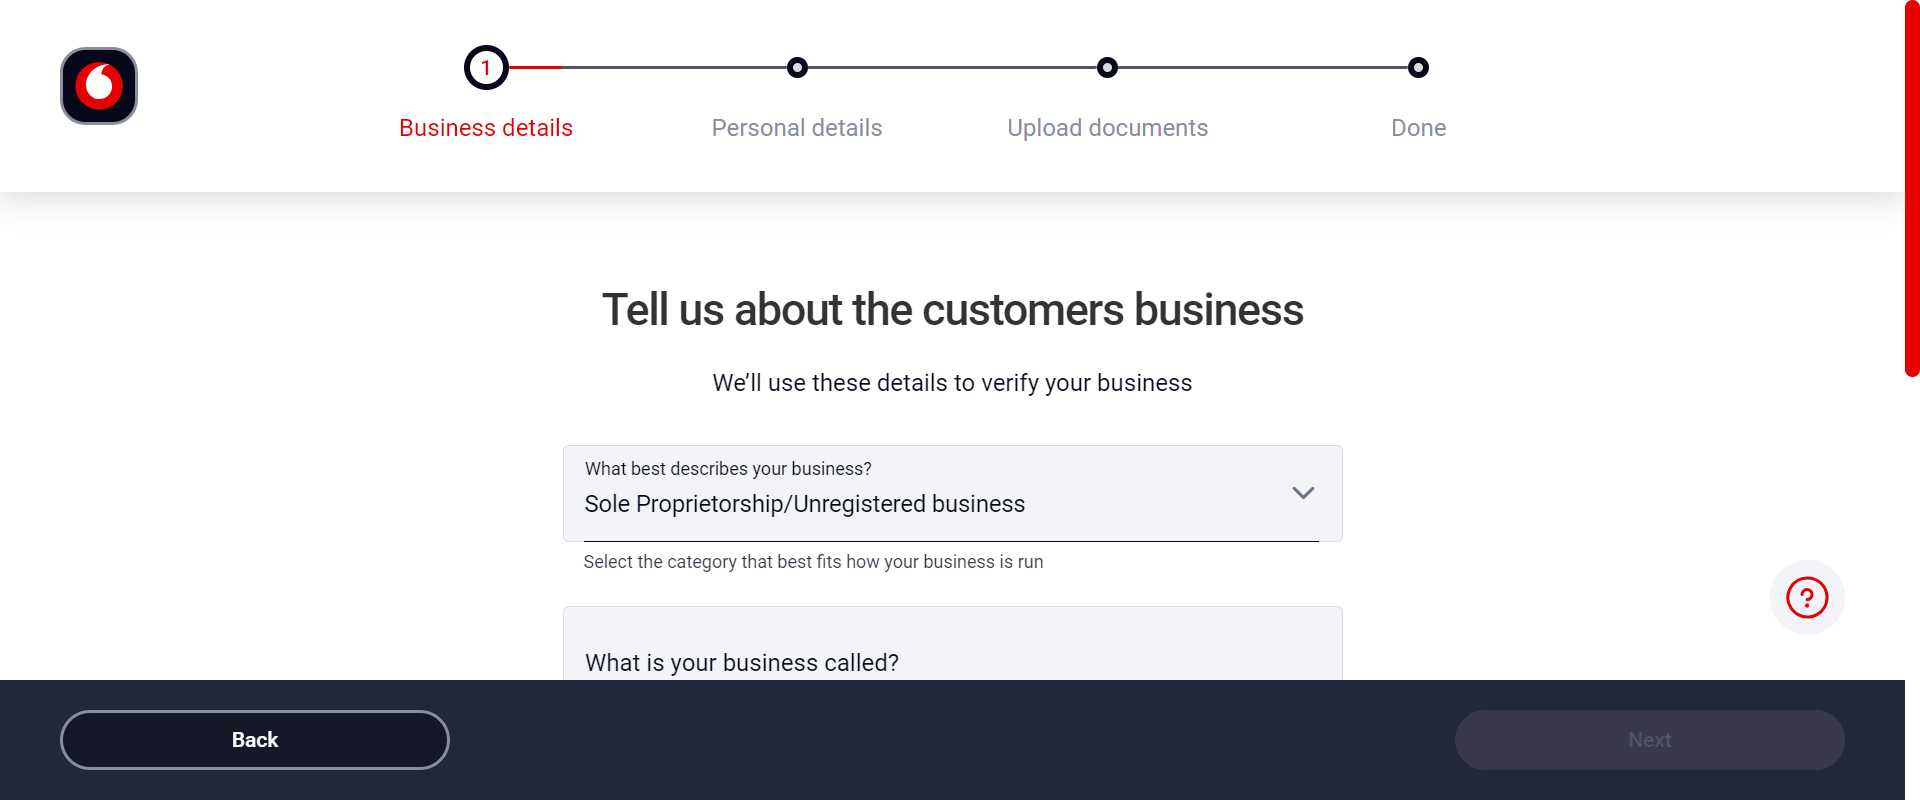 1
Business details
Personal details
Upload documents
Done
Tell us about the customers business
We’ll use these details to verify your business
What best describes your business?
Sole Proprietorship/Unregistered business
Select the category that best fits how your business is run
What is your business called?
?
Back
Next